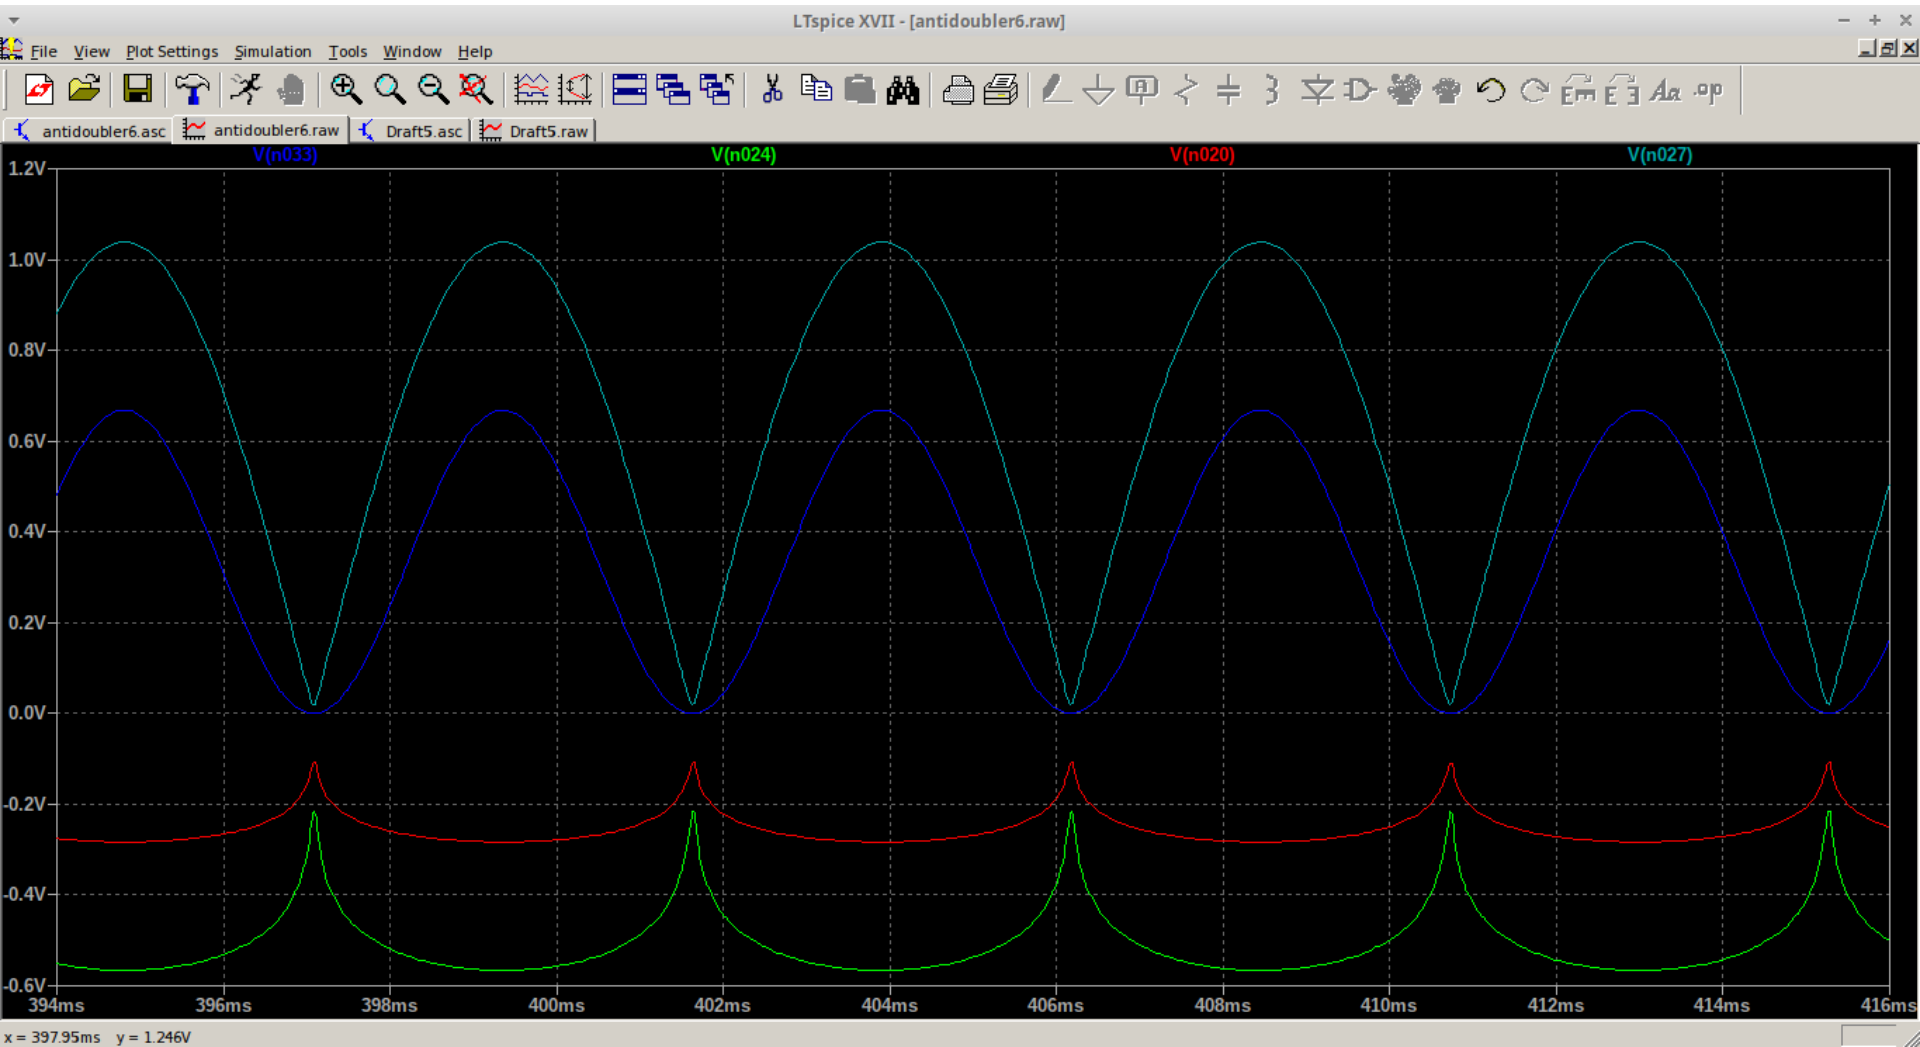 LTspice XVII - [antidoubler6.raw]
File View Plot Settings Simulation Tools Window Help
Aa .op
antidoubler6.asc antidoubler6.raw Draft5.asc Draft5.raw
V(n033) V(n024) V(n020) V(n027)
1.2V
1.0V
0.8V
0.6V
0.4V
0.2V
0.0V
-0.2V
-0.4V
-0.6V
394ms 396ms 398ms 400ms 402ms 404ms 406ms 408ms 410ms 412ms 414ms 416ms
x = 397.95ms y = 1.246V